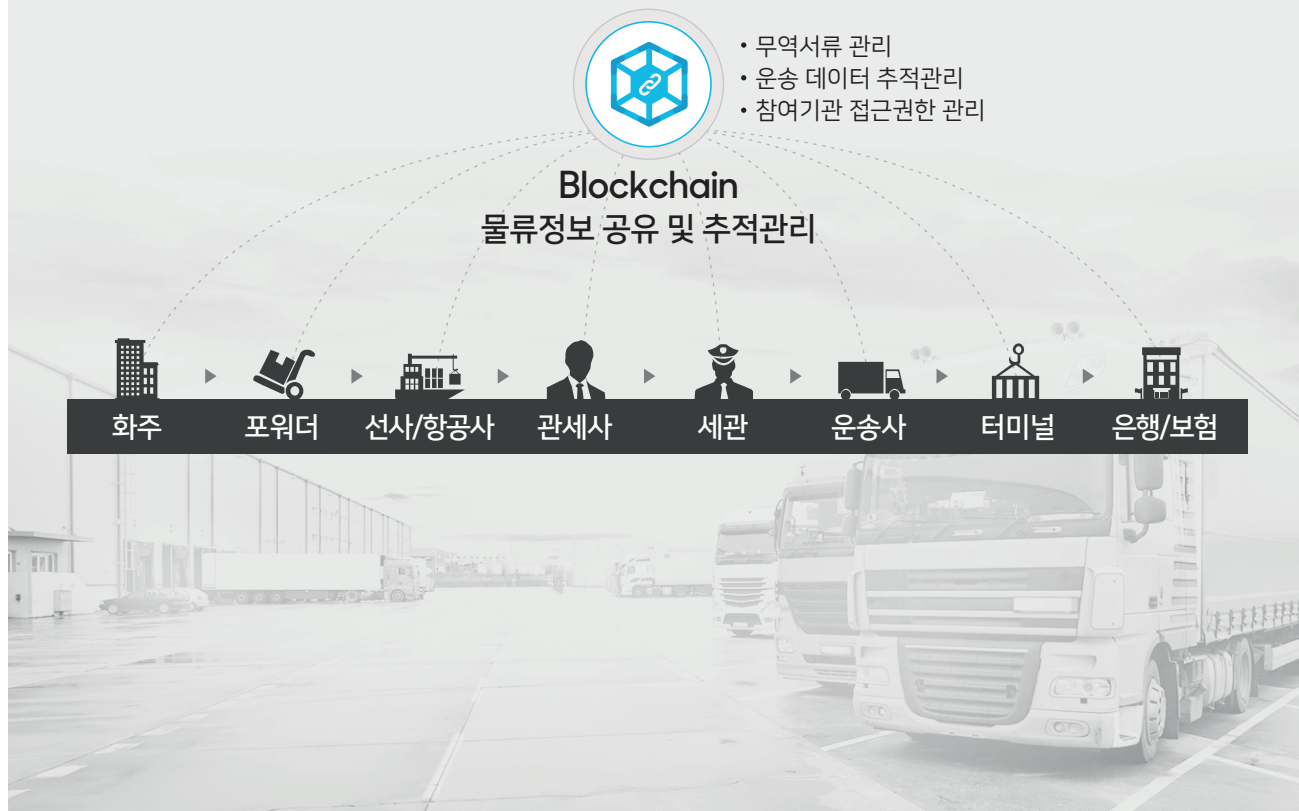 • 무역서류 관리
• 운송 데이터 추적관리
• 참여기관 접근권한 관리
Blockchain
물류정보 공유 및 추적관리
화주 포워더 선사/항공사 관세사 세관 운송사 터미널 은행/보험